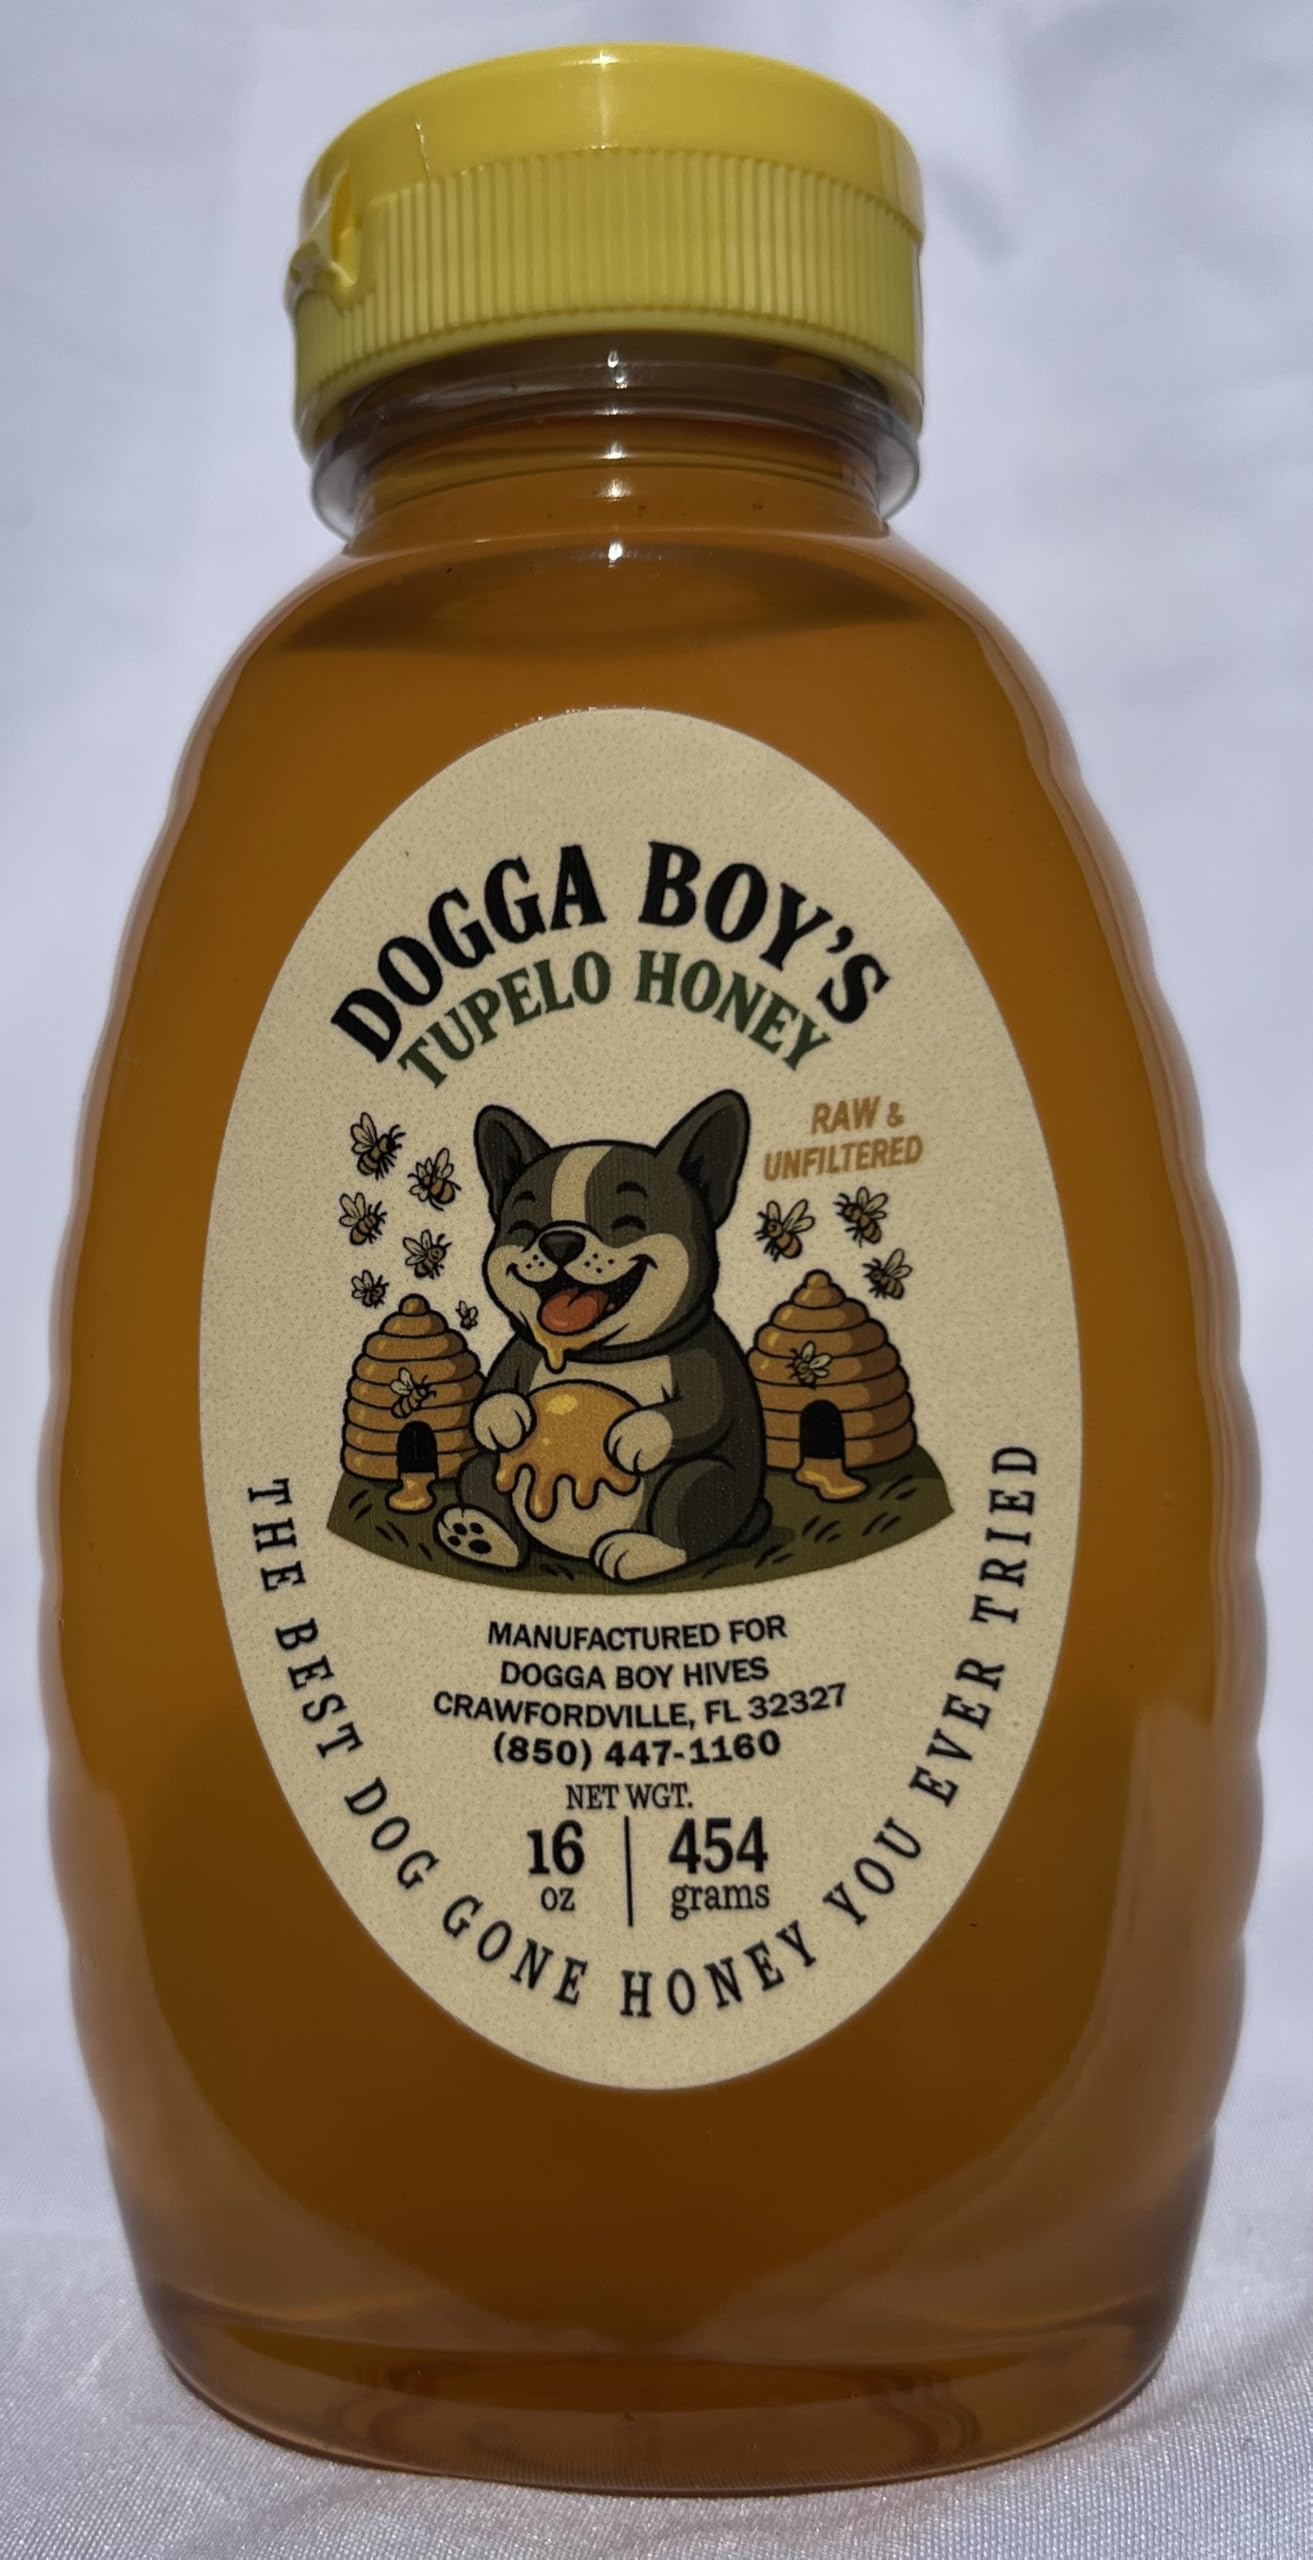 DOGGA BOY'S
TUPELO HONEY
RAW &
UNFILTERED
MANUFACTURED FOR
DOGGA BOY HIVES
CRAWFORDVILLE, FL 32327
(850) 447-1160
NET WGT.
16 | 454
oz | grams
THE BEST DOG GONE HONEY YOU EVER TRIED